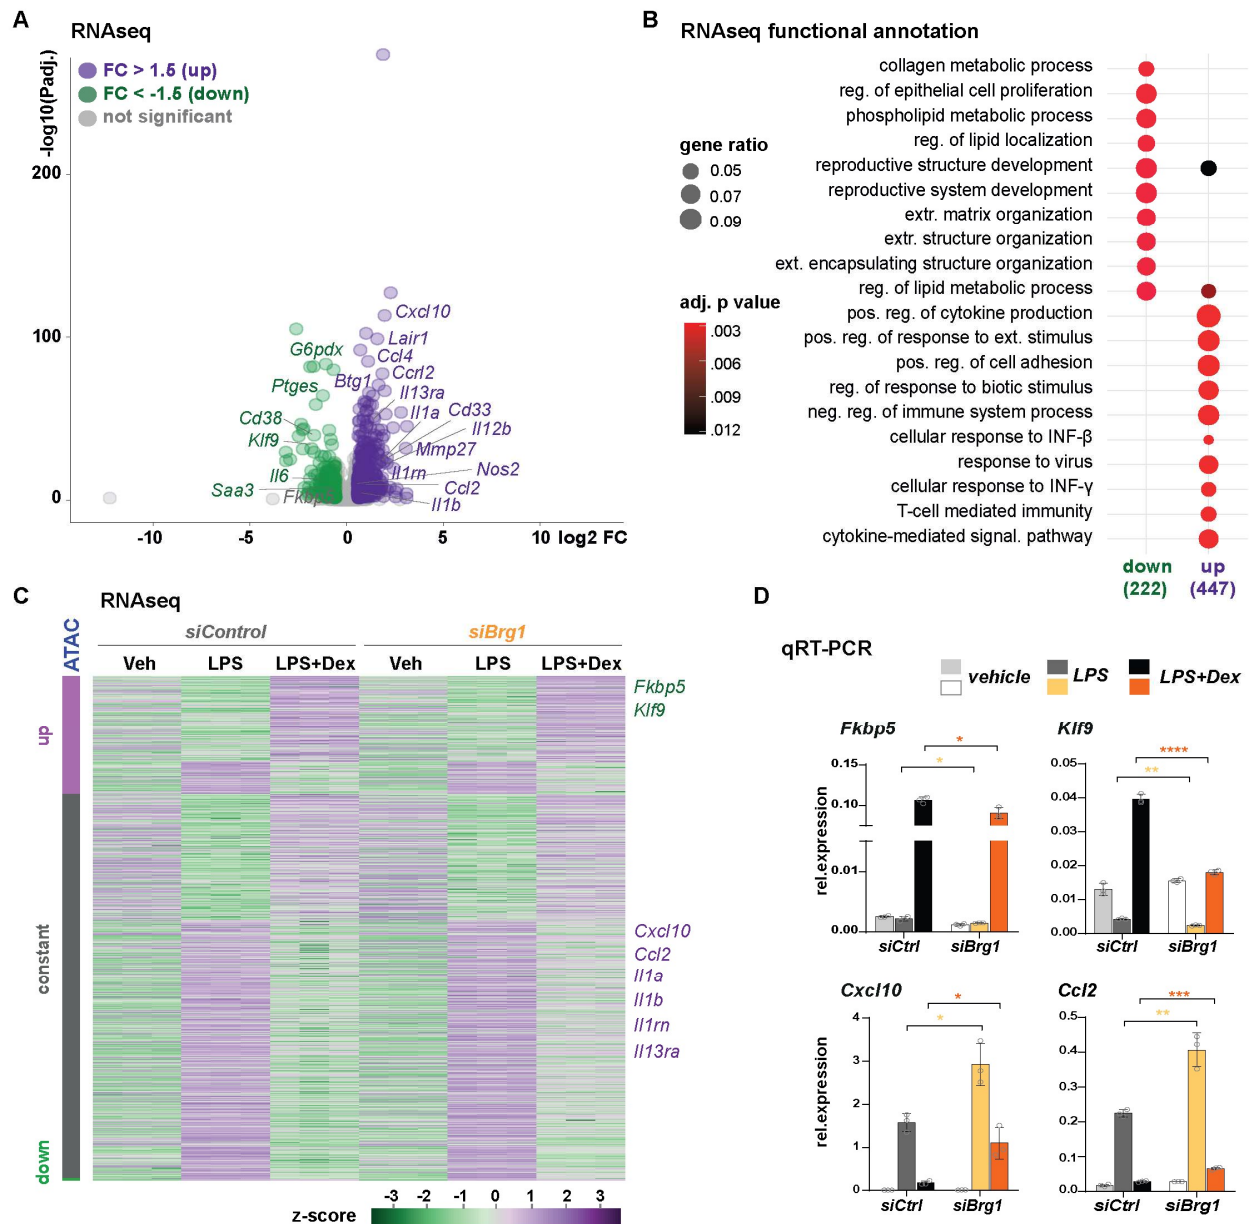 A
RNAseq
FC > 1.5 (up)
FC < -1.5 (down)
not significant
-log10(Padj.)
200
100
0
Cxcl10
Lair1
G6pdx
Ccl4
Ccrl2
Btg1
Ptges
Il13ra
Il1a
Cd33
Cd38
Il12b
Klf9
Mmp27
Il6
Il1rn
Nos2
Saa3
Ccl2
Il1b
-10
-5
0
5
10
log2 FC
B
RNAseq functional annotation
gene ratio
0.05
0.07
0.09
adj. p value
.003
.006
.009
.012
collagen metabolic process
reg. of epithelial cell proliferation
phospholipid metabolic process
reg. of lipid localization
reproductive structure development
reproductive system development
extr. matrix organization
extr. structure organization
ext. encapsulating structure organization
reg. of lipid metabolic process
pos. reg. of cytokine production
pos. reg. of response to ext. stimulus
pos. reg. of cell adhesion
reg. of response to biotic stimulus
neg. reg. of immune system process
cellular response to INF-β
response to virus
cellular response to INF-γ
T-cell mediated immunity
cytokine-mediated signal. pathway
down
(222)
up
(447)
C
RNAseq
siControl
siBrg1
ATAC
Veh
LPS
LPS+Dex
Veh
LPS
LPS+Dex
up
constant
down
Fkbp5
Klf9
Cxcl10
Ccl2
Il1a
Il1b
Il1rn
Il13ra
z-score
-3
-2
-1
0
1
2
3
D
qRT-PCR
vehicle
LPS
LPS+Dex
Fkbp5
*
*
rel.expression
0.15
0.10
0.01
0.00
siCtrl
siBrg1
Klf9
****
**
0.05
0.04
0.03
0.02
0.01
0.00
siCtrl
siBrg1
Cxcl10
*
*
rel.expression
4
3
2
1
0
siCtrl
siBrg1
Ccl2
***
**
0.5
0.4
0.3
0.2
0.1
0.0
siCtrl
siBrg1